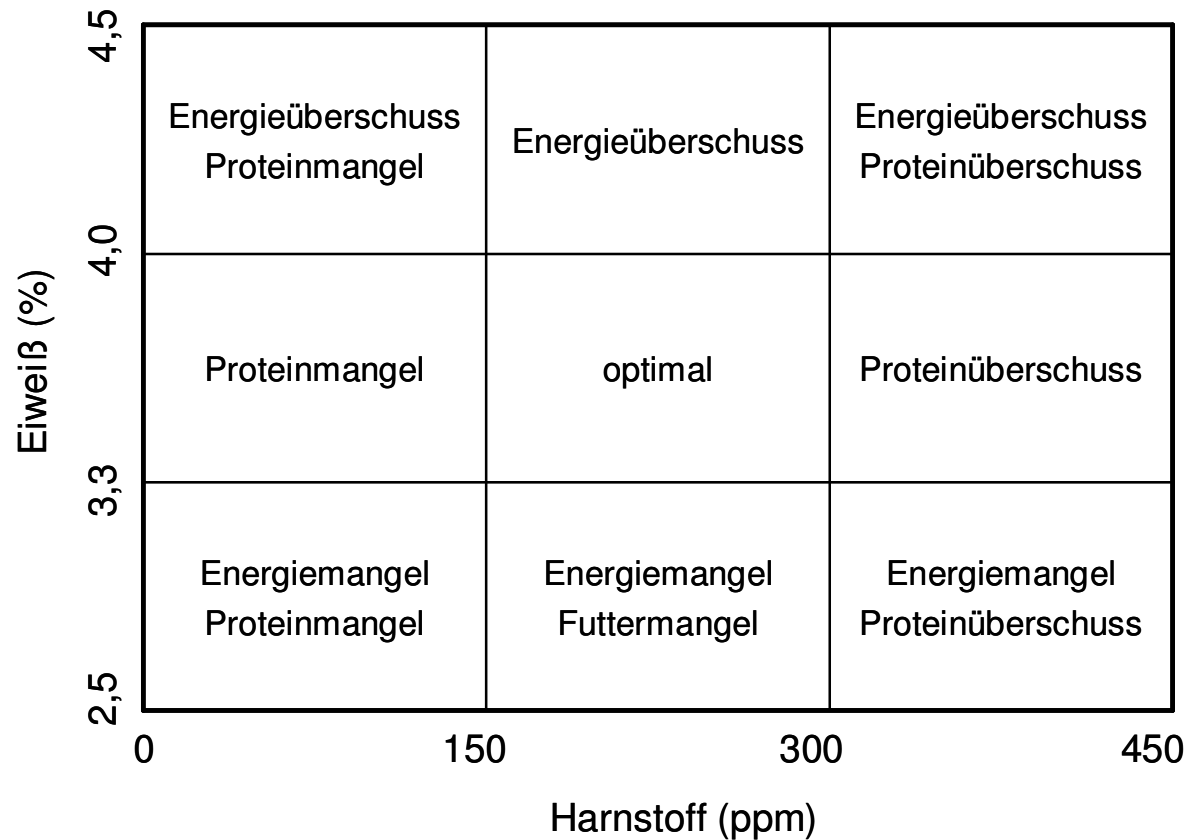 4,5
Energieüberschuss
Proteinmangel
Energieüberschuss
Energieüberschuss
Proteinüberschuss
4,0
Eiweiß (%)
Proteinmangel
optimal
Proteinüberschuss
3,3
Energiemangel
Proteinmangel
Energiemangel
Futtermangel
Energiemangel
Proteinüberschuss
2,5
0
150
300
450
Harnstoff (ppm)